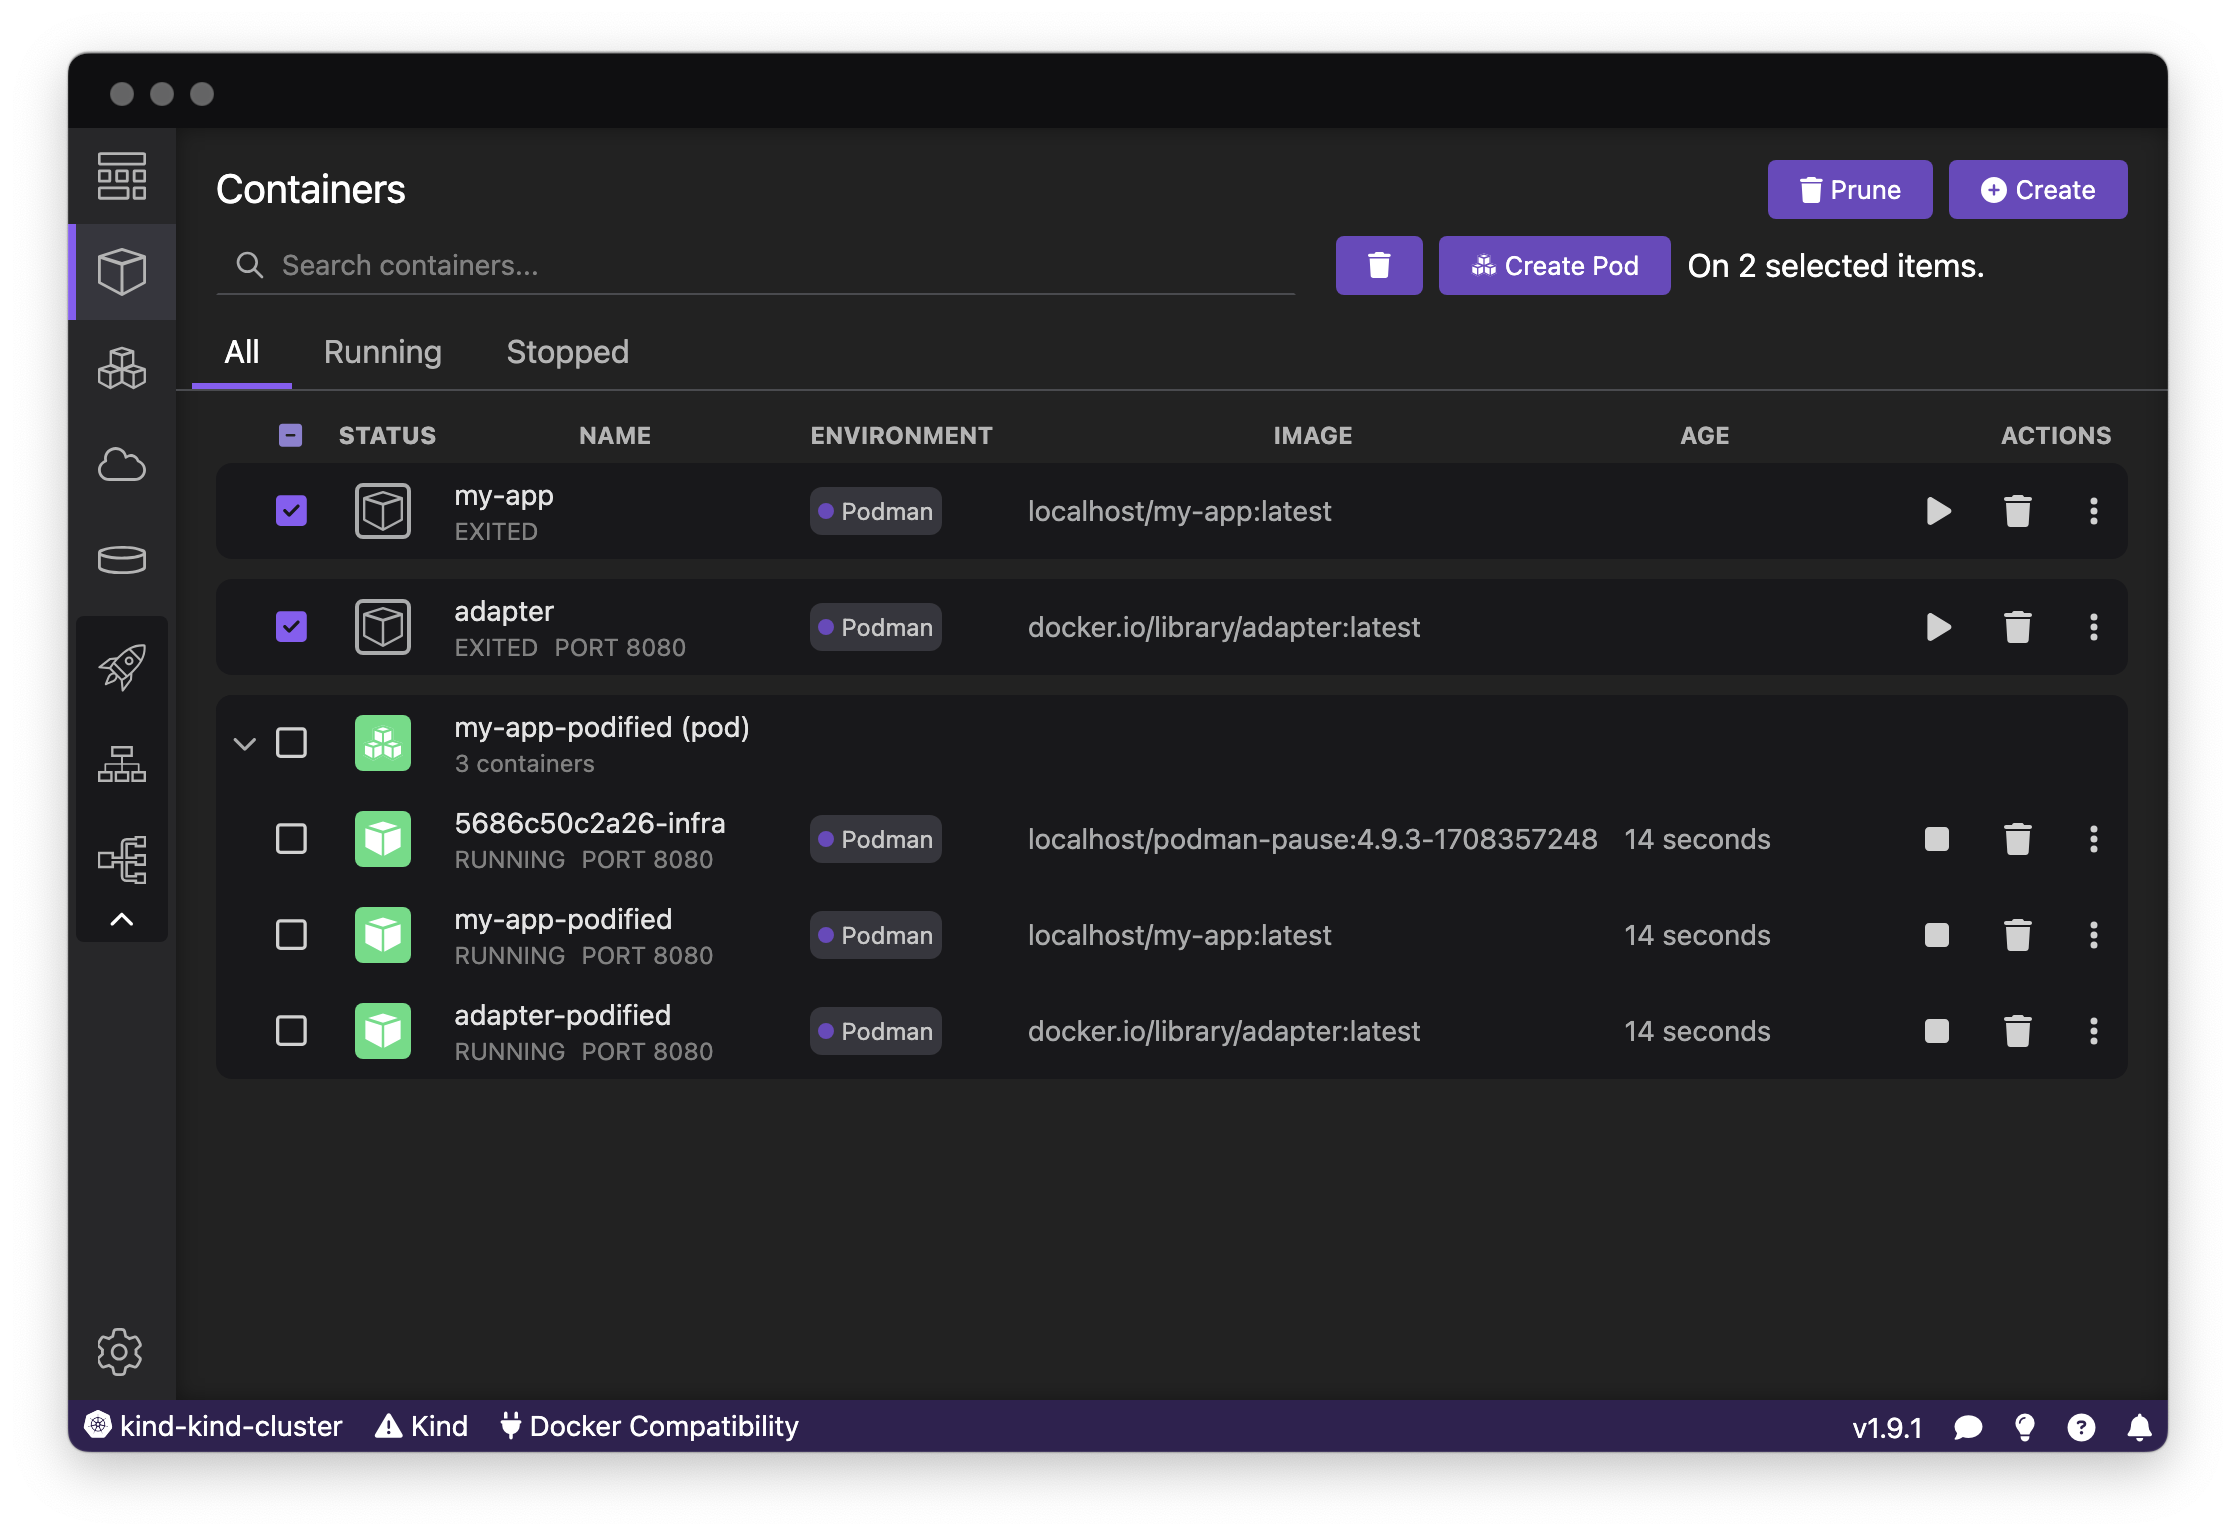 Containers
Prune
Create
Search containers...
Create Pod
On 2 selected items.
All Running Stopped
STATUS NAME ENVIRONMENT IMAGE AGE ACTIONS
my-app
EXITED
Podman
localhost/my-app:latest
adapter
EXITED PORT 8080
Podman
docker.io/library/adapter:latest
my-app-podified (pod)
3 containers
5686c50c2a26-infra
RUNNING PORT 8080
Podman
localhost/podman-pause:4.9.3-1708357248
14 seconds
my-app-podified
RUNNING PORT 8080
Podman
localhost/my-app:latest
14 seconds
adapter-podified
RUNNING PORT 8080
Podman
docker.io/library/adapter:latest
14 seconds
kind-kind-cluster Kind Docker Compatibility v1.9.1